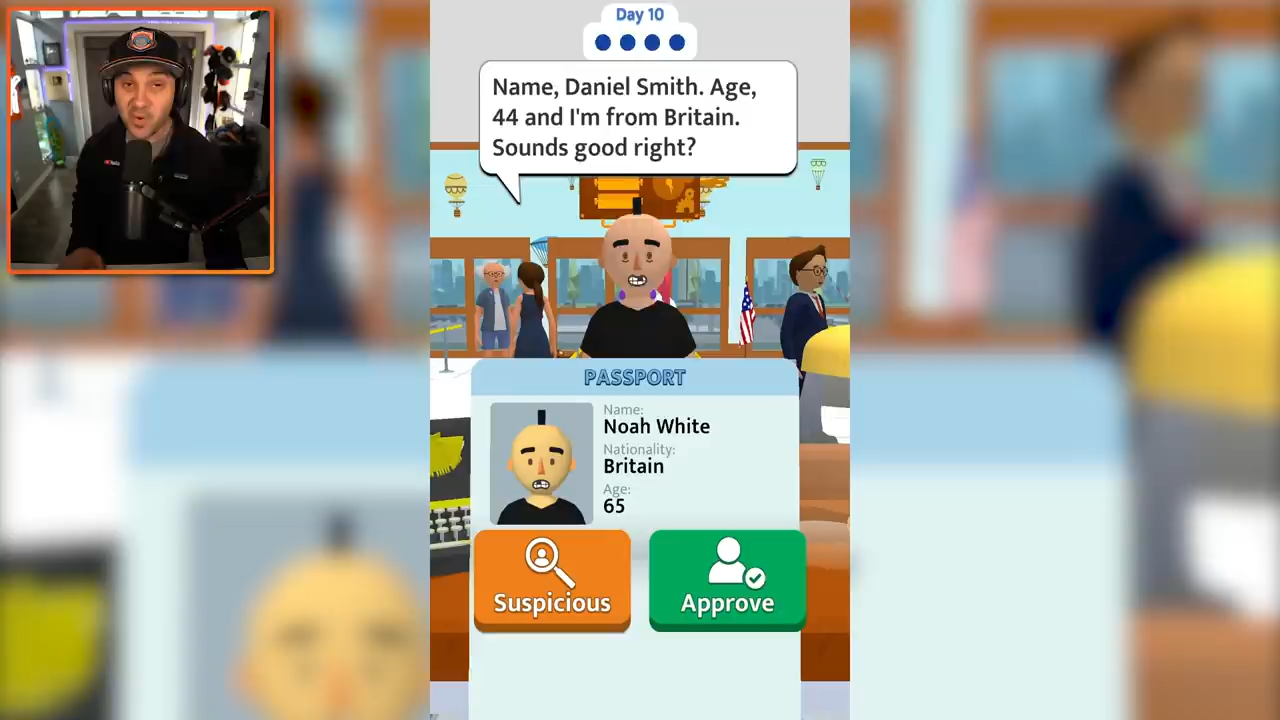 Day 10
Name, Daniel Smith. Age,
44 and I'm from Britain.
Sounds good right?
PASSPORT
Name:
Noah White
Nationality:
Britain
Age:
65
Suspicious
Approve